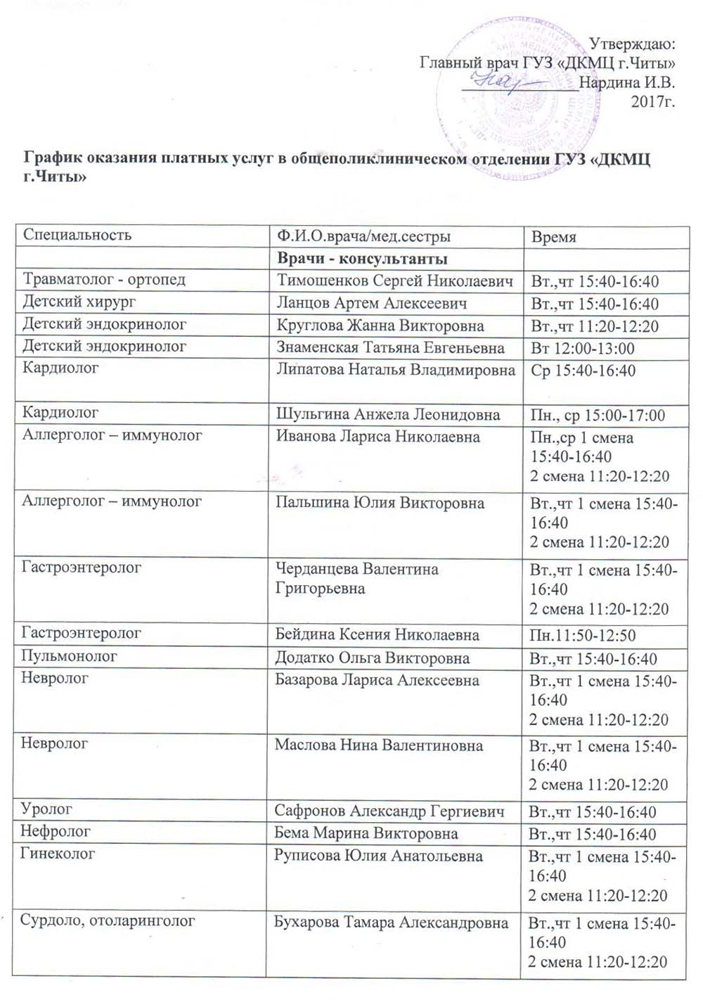 Утверждаю:
Главный врач ГУЗ «ДКМЦ г.Читы»
Нардина И.В.
2017г.
График оказания платных услуг в общеполиклиническом отделении ГУЗ «ДКМЦ
г.Читы»
Специальность Ф.И.О.врача/мед.сестры Время
Врачи - консультанты
Травматолог - ортопед Тимошенков Сергей Николаевич Вт.,чт 15:40-16:40
Детский хирург Ланцов Артем Алексеевич Вт.,чт 15:40-16:40
Детский эндокринолог Круглова Жанна Викторовна Вт.,чт 11:20-12:20
Детский эндокринолог Знаменская Татьяна Евгеньевна Вт 12:00-13:00
Кардиолог Липатова Наталья Владимировна Ср 15:40-16:40
Кардиолог Шульгина Анжела Леонидовна Пн., ср 15:00-17:00
Аллерголог – иммунолог Иванова Лариса Николаевна Пн.,ср 1 смена
15:40-16:40
2 смена 11:20-12:20
Аллерголог – иммунолог Пальшина Юлия Викторовна Вт.,чт 1 смена 15:40-
16:40
2 смена 11:20-12:20
Гастроэнтеролог Черданцева Валентина Вт.,чт 1 смена 15:40-
Григорьевна 16:40
2 смена 11:20-12:20
Гастроэнтеролог Бейдина Ксения Николаевна Пн.11:50-12:50
Пульмонолог Додатко Ольга Викторовна Вт.,чт 15:40-16:40
Невролог Базарова Лариса Алексеевна Вт.,чт 1 смена 15:40-
16:40
2 смена 11:20-12:20
Невролог Маслова Нина Валентиновна Вт.,чт 1 смена 15:40-
16:40
2 смена 11:20-12:20
Уролог Сафронов Александр Гергиевич Вт.,чт 15:40-16:40
Нефролог Бема Марина Викторовна Вт.,чт 15:40-16:40
Гинеколог Руписова Юлия Анатольевна Вт.,чт 1 смена 15:40-
16:40
2 смена 11:20-12:20
Сурдоло, отоларинголог Бухарова Тамара Александровна Вт.,чт 1 смена 15:40-
16:40
2 смена 11:20-12:20